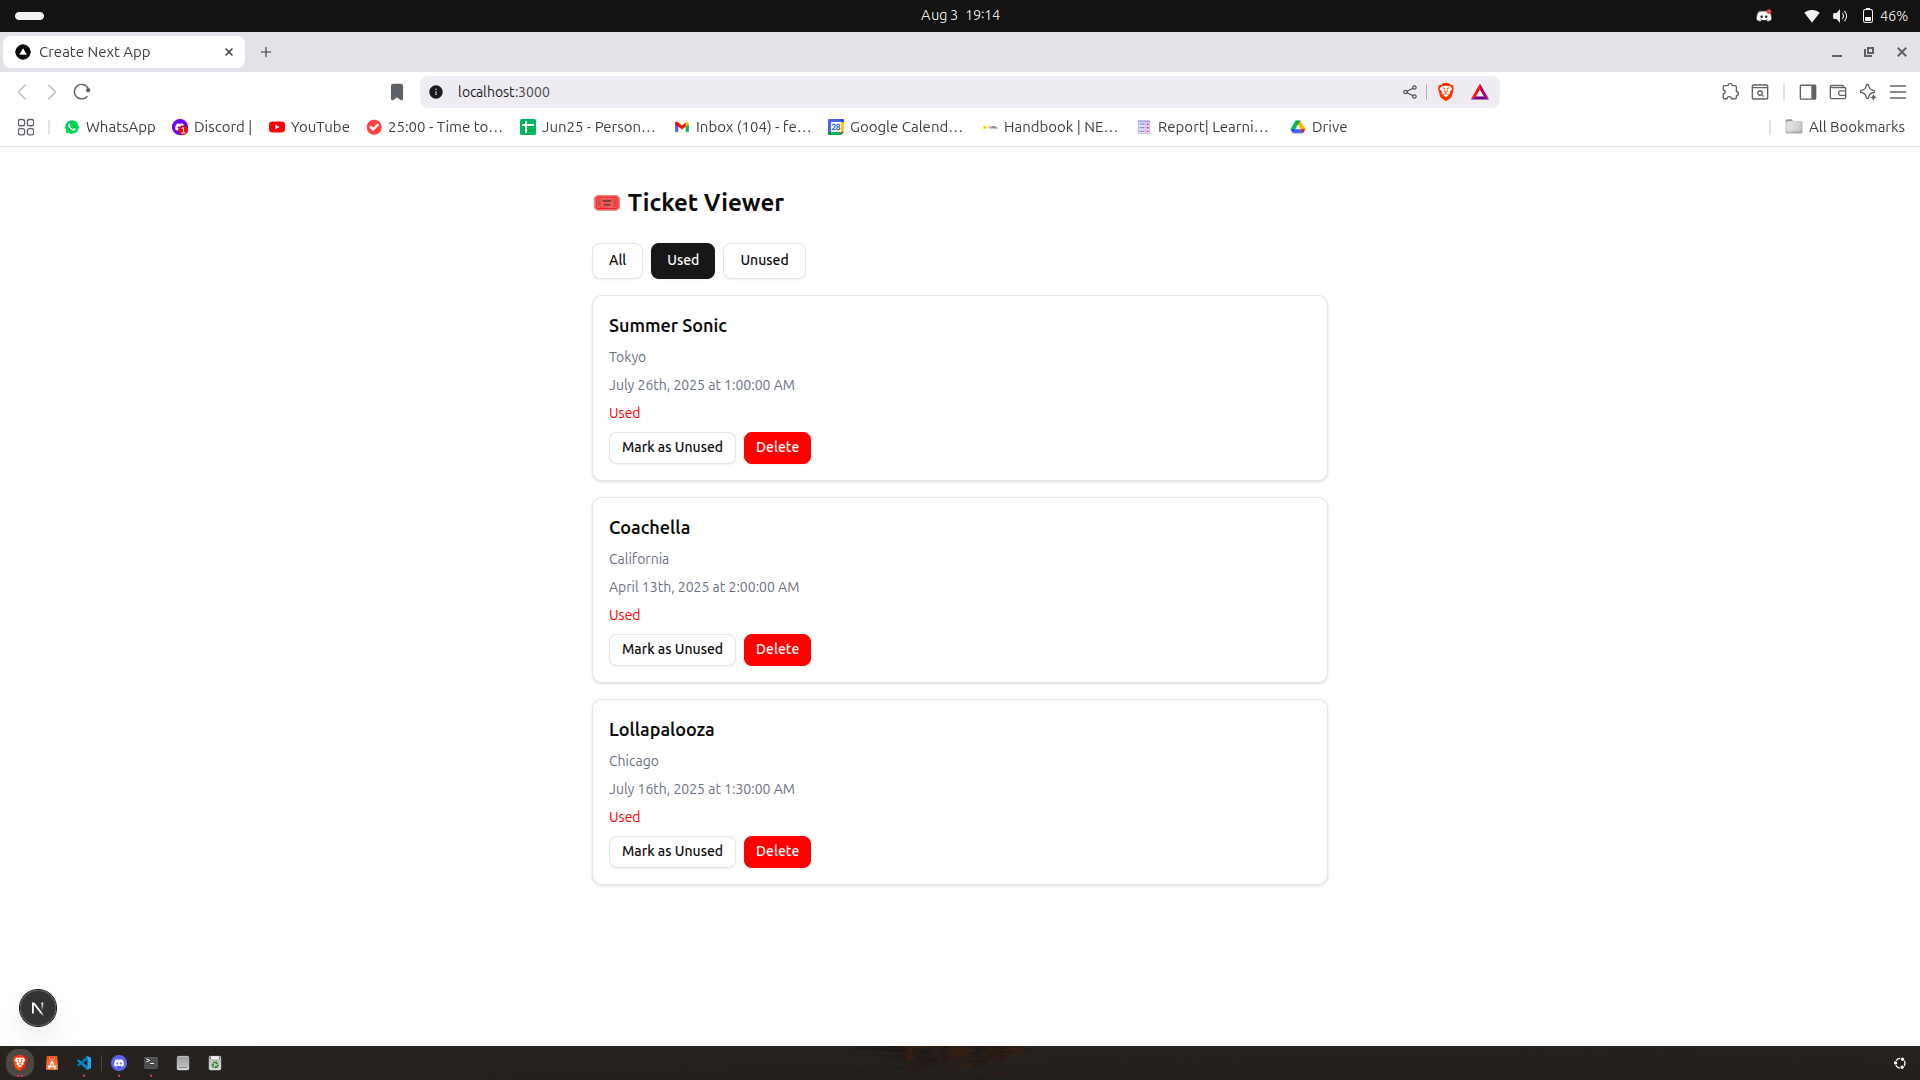 Aug 3 19:14
46%
Create Next App
localhost:3000
WhatsApp
Discord |
YouTube
25:00 - Time to...
Jun25 - Person...
Inbox (104) - fe...
28
Google Calend...
Handbook | NE...
Report| Learni...
Drive
All Bookmarks
Ticket Viewer
All
Used
Unused
Summer Sonic
Tokyo
July 26th, 2025 at 1:00:00 AM
Used
Mark as Unused
Delete
Coachella
California
April 13th, 2025 at 2:00:00 AM
Used
Mark as Unused
Delete
Lollapalooza
Chicago
July 16th, 2025 at 1:30:00 AM
Used
Mark as Unused
Delete
N